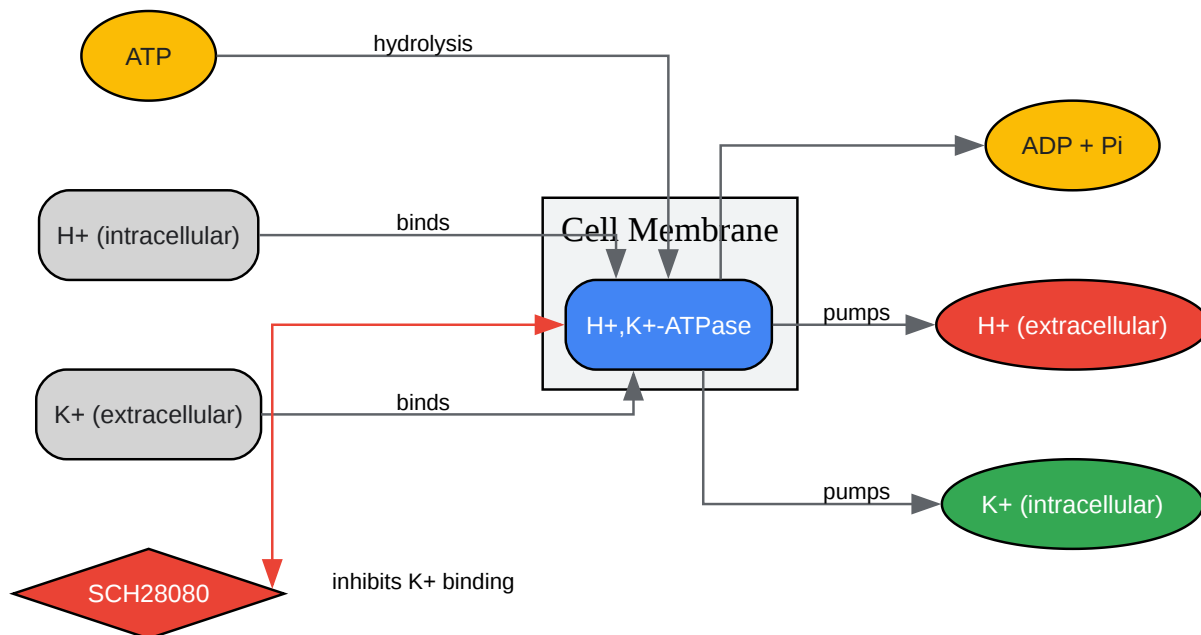 ATP
hydrolysis
ADP + Pi
H+ (intracellular)
binds
Cell Membrane
H+,K+-ATPase
pumps
H+ (extracellular)
K+ (extracellular)
binds
pumps
K+ (intracellular)
SCH28080
inhibits K+ binding